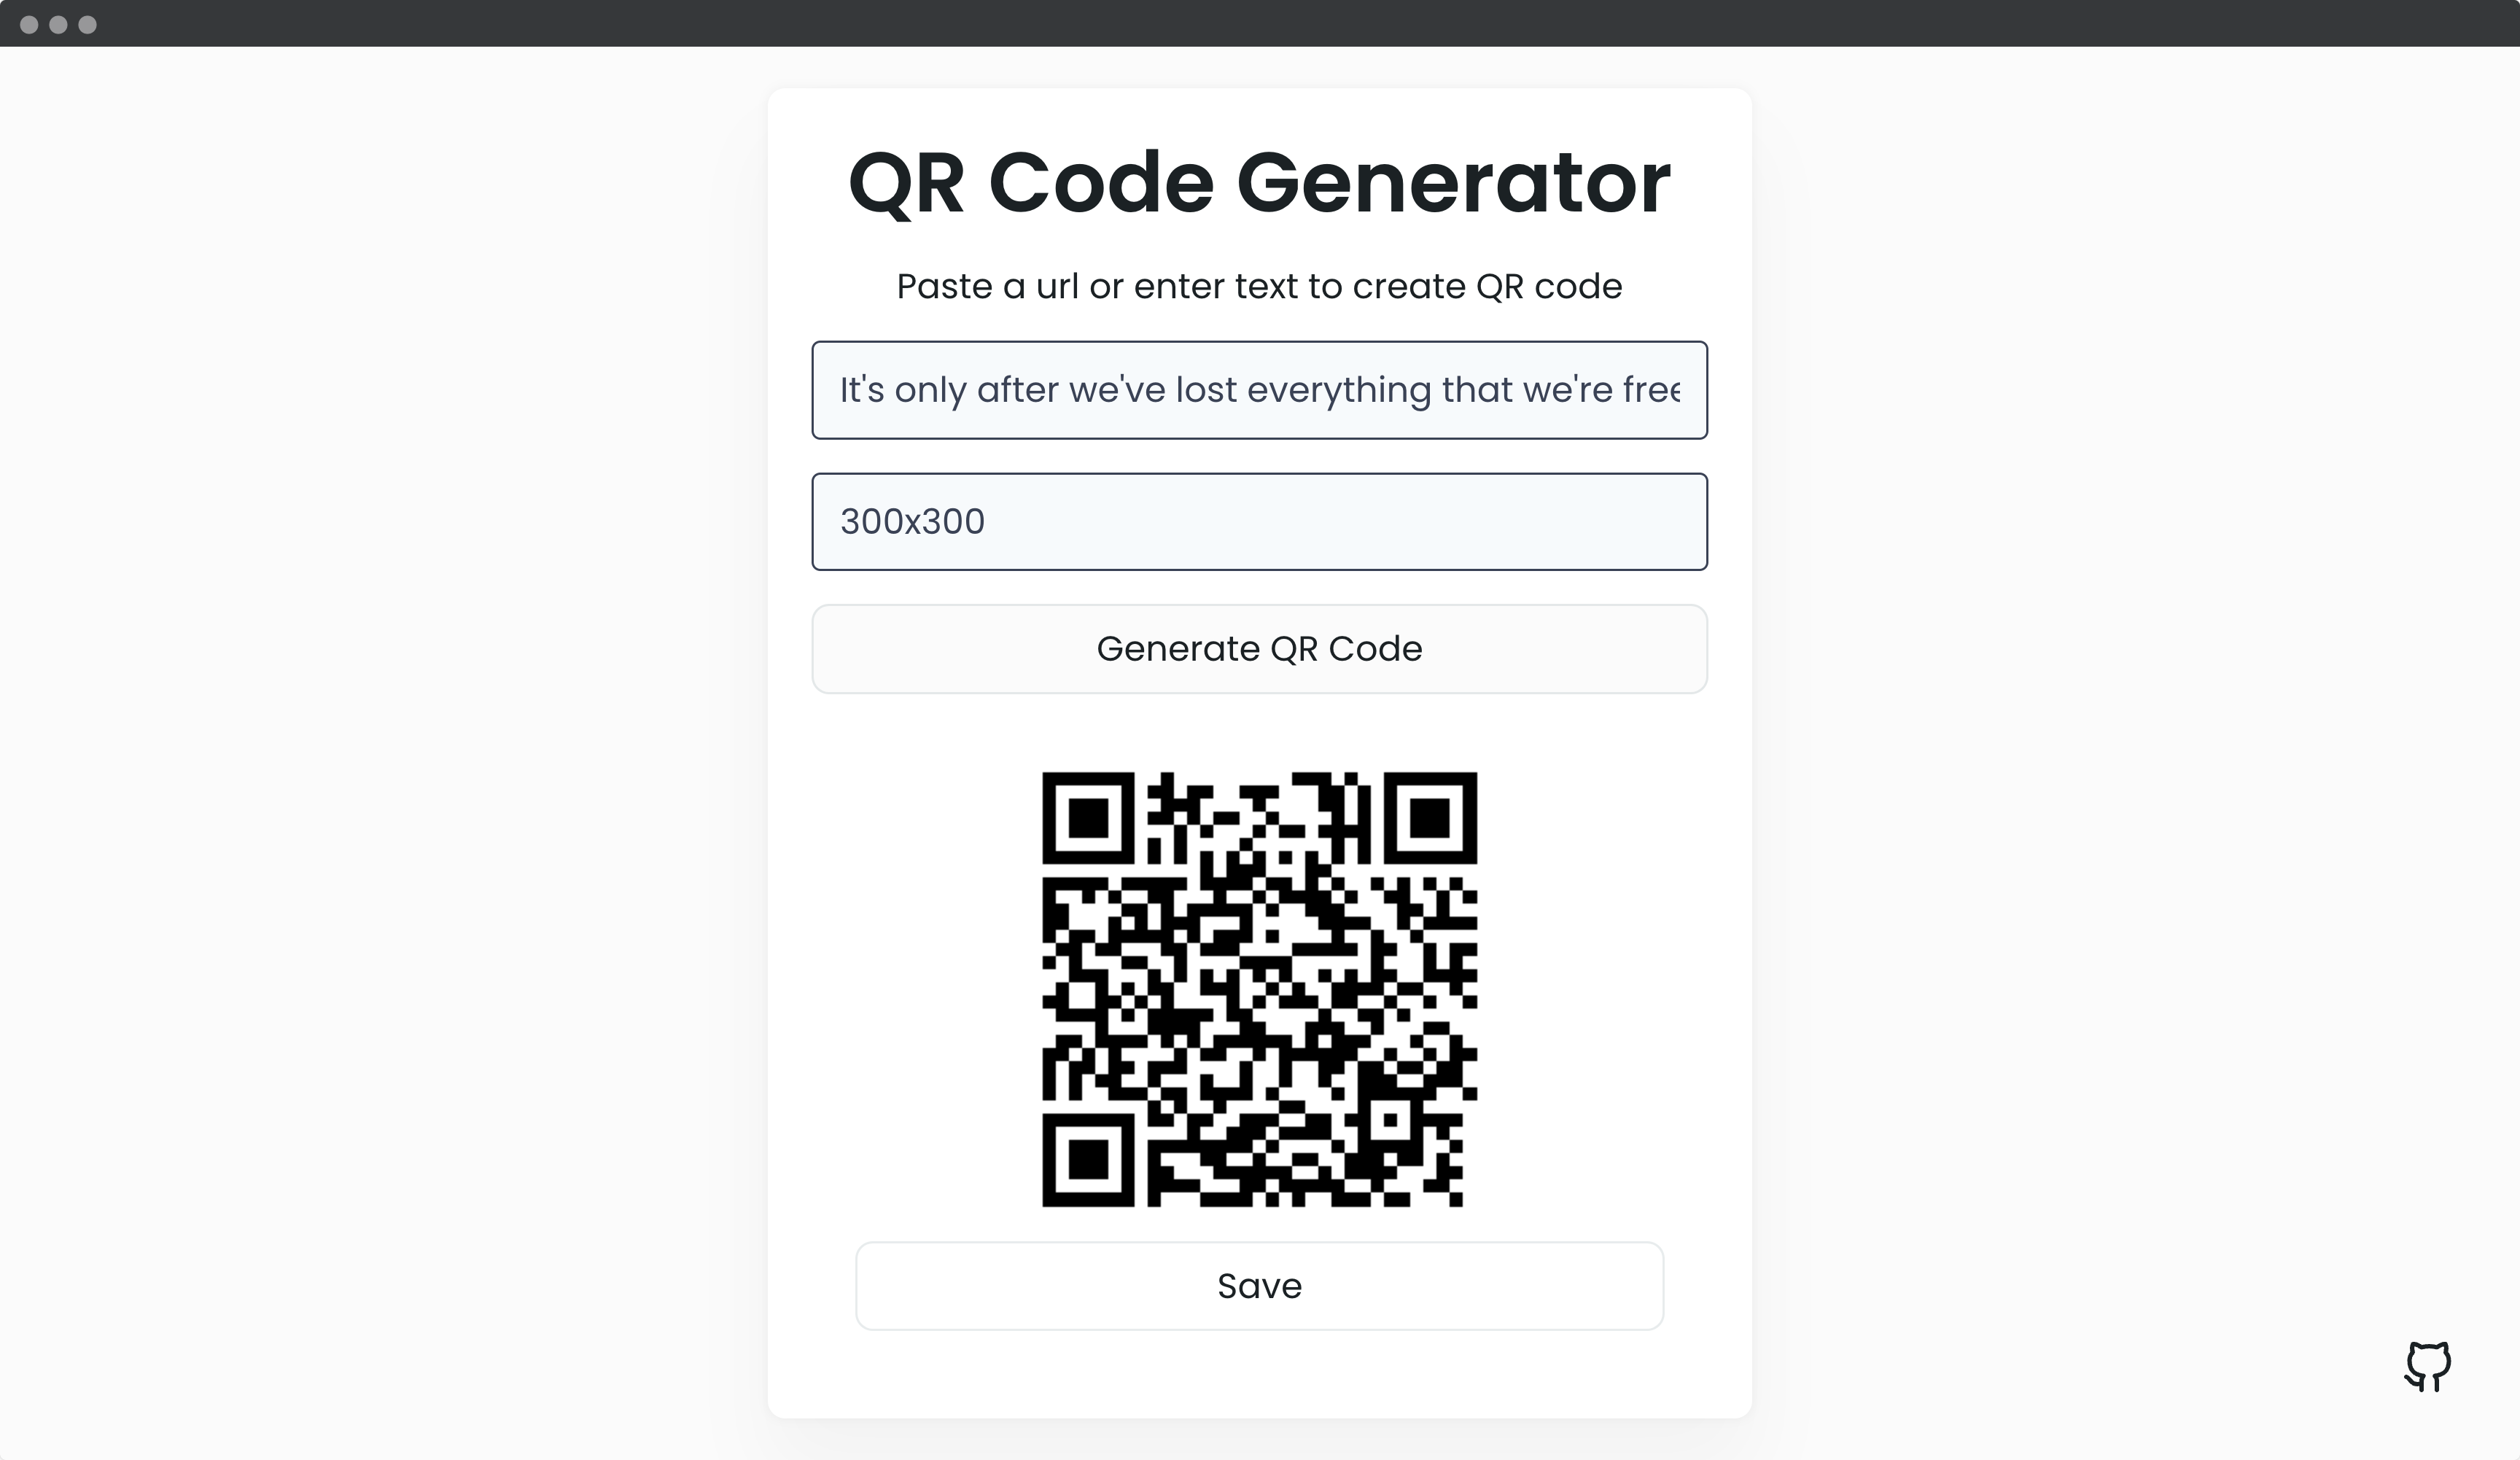 QR Code Generator
Paste a url or enter text to create QR code
It's only after we've lost everything that we're free
300x300
Generate QR Code
Save